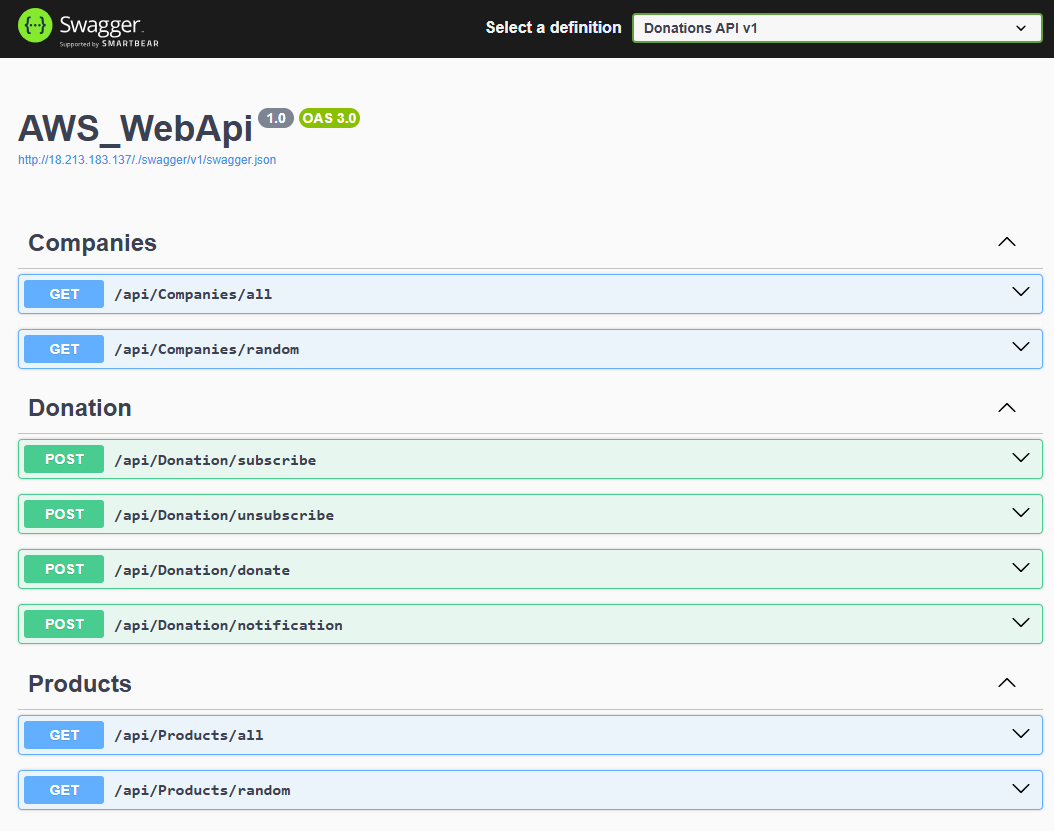 Swagger
Supported by SMARTBEAR
Select a definition
Donations API v1
AWS_WebApi 1.0 OAS 3.0
http://18.213.183.137/./swagger/v1/swagger.json
Companies
GET /api/Companies/all
GET /api/Companies/random
Donation
POST /api/Donation/subscribe
POST /api/Donation/unsubscribe
POST /api/Donation/donate
POST /api/Donation/notification
Products
GET /api/Products/all
GET /api/Products/random